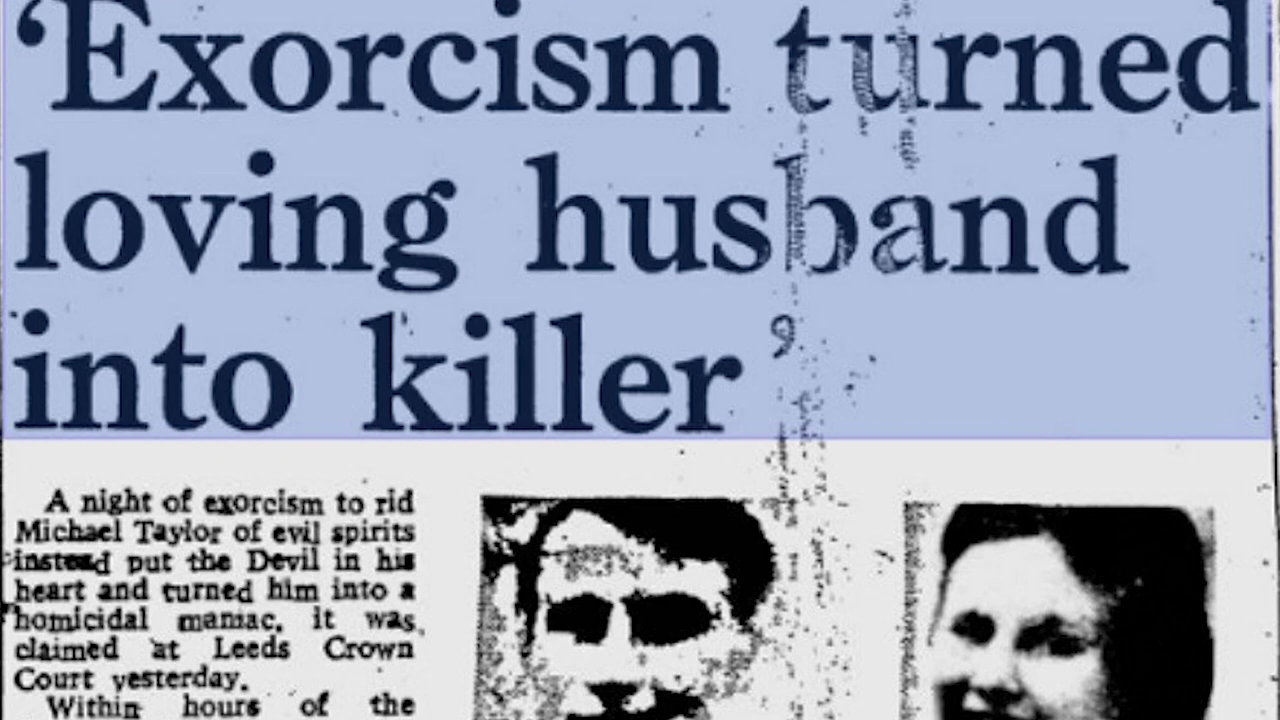 ‘Exorcism turned
loving husband
into killer’
A night of exorcism to rid
Michael Taylor of evil spirits
instead put the Devil in his
heart and turned him into a
homicidal maniac. it was
claimed at Leeds Crown
Court yesterday.
Within hours of the